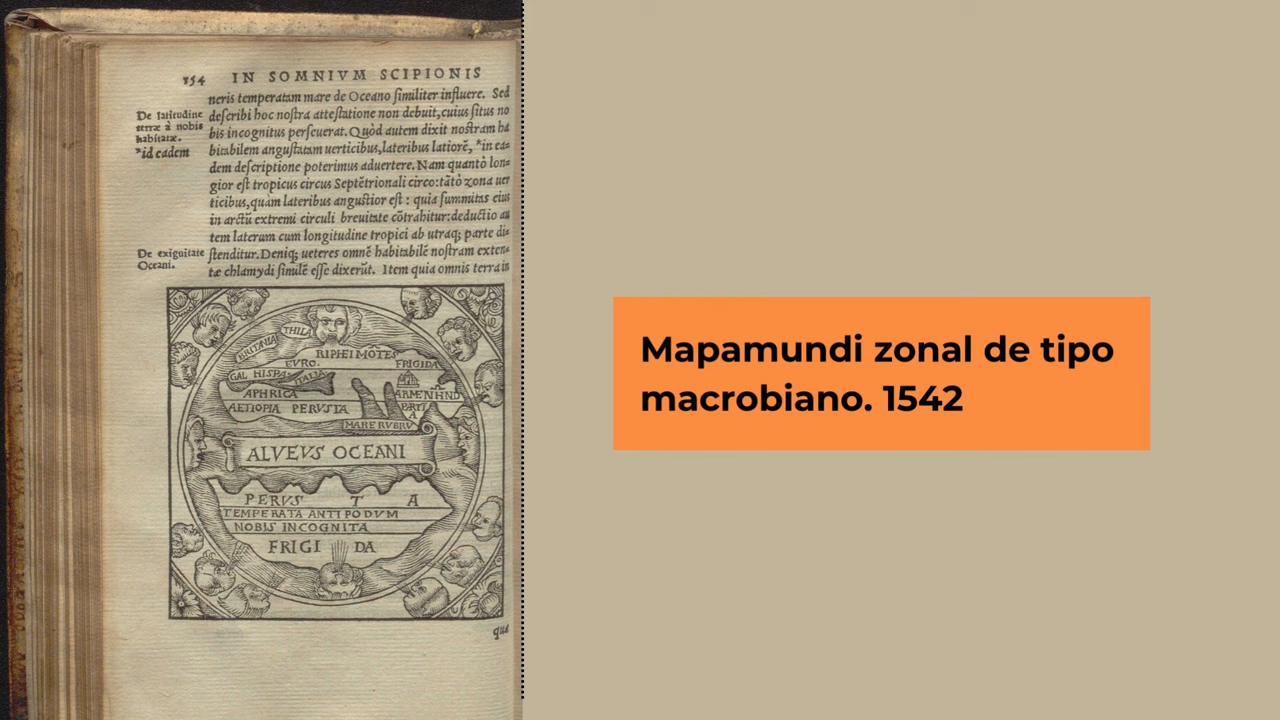 154 IN SOMNIVM SCIPIONIS
neris temperatam mare de Oceano similiter influere. Sed
De latitudine
terræ à nobis
habitatæ.
*id eadem
describi hoc nostra attestatione non debuit, cuius situs no
bis incognitus perseuerat. Quòd autem dixit nostram ha
bitabilem angustatam uerticibus, lateribus latiorē, *in ea=
dem descriptione poterimus aduertere. Nam quantò lon=
gior est tropicus circus Septētrionali circo: tātò zona uer
ticibus, quam lateribus angustior est: quia summitas eius
in arctū extremi circuli breuitate cōtrahitur: deductio au
tem laterum cum longitudine tropici ab utraq; parte di=
De exiguitate
Oceani.
stenditur. Deniq; ueteres omnē habitabilē nostram exten=
tæ chlamydi similē esse dixerūt. Item quia omnis terra in
BRITANIA
THILE
RIPHEI MŌTES
EVRO.
FRIGIDA
GAL HISPA
ITALIA
APHRICA
ARMEN
IND
AETIOPIA PERVSTA
MARE RVBRV
ALVEVS OCEANI
PERVS T A
TEMPERATA ANTIPODVM
NOBIS INCOGNITA
FRIGI DA
quæ
Mapamundi zonal de tipo
macrobiano. 1542